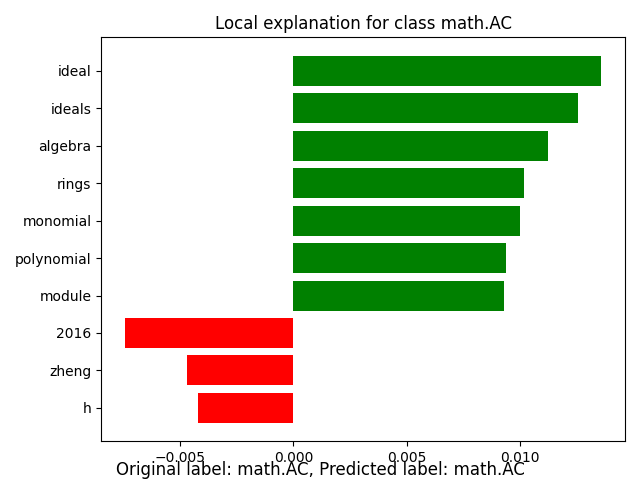 Local explanation for class math.AC
ideal
ideals
algebra
rings
monomial
polynomial
module
2016
zheng
h
−0.005 0.000 0.005 0.010
Original label: math.AC, Predicted label: math.AC